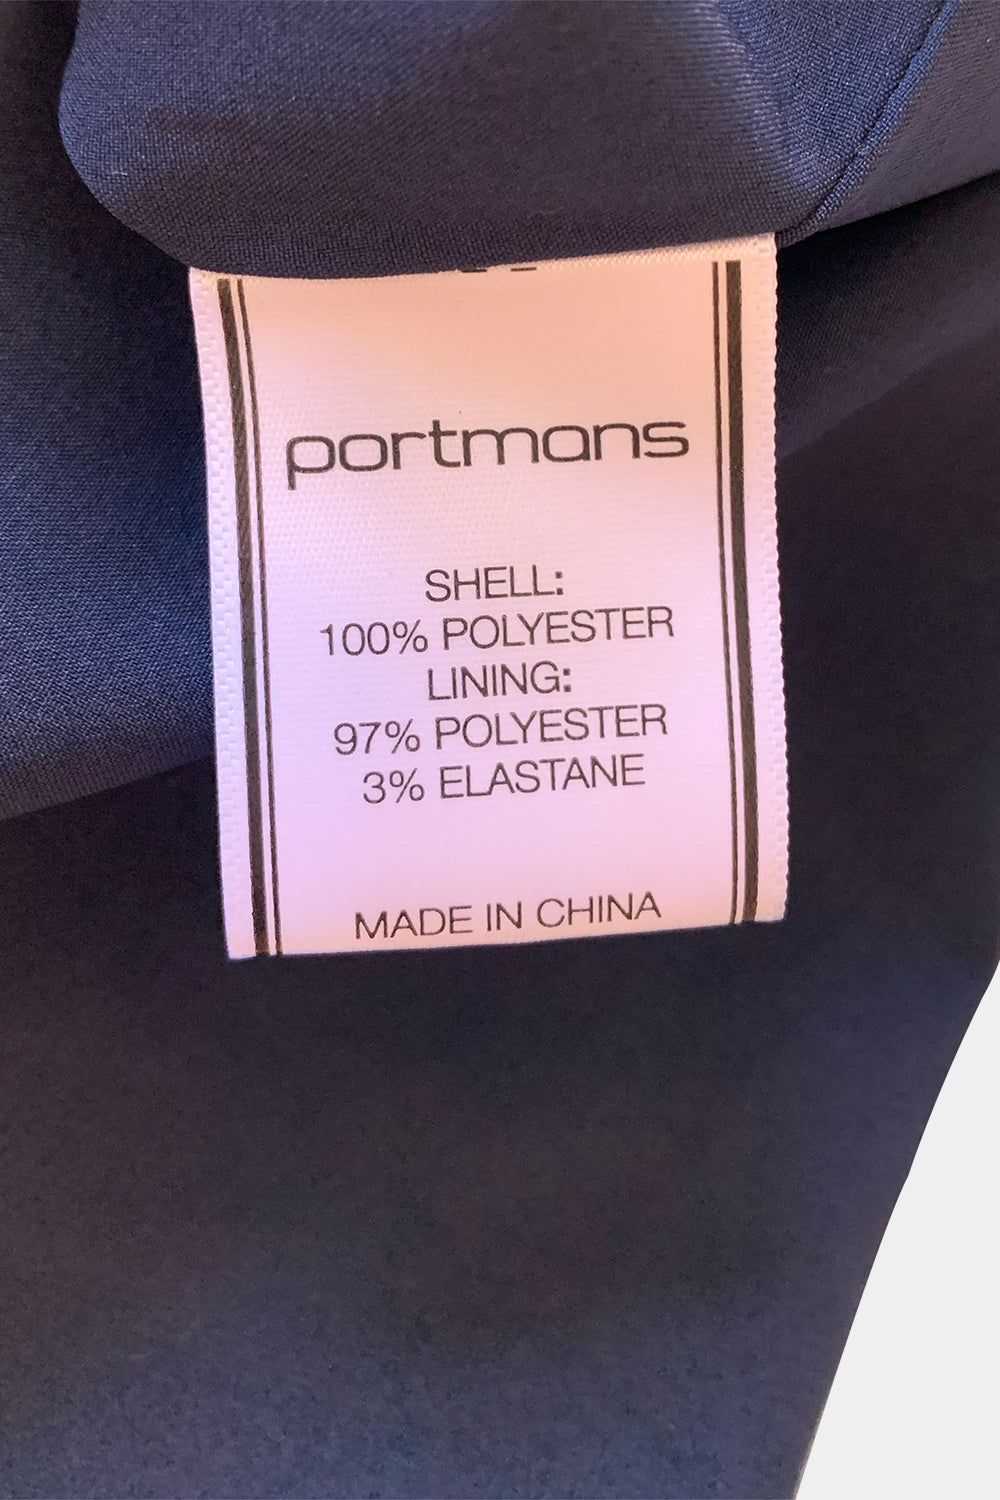 portmans
SHELL:
100% POLYESTER
LINING:
97% POLYESTER
3% ELASTANE
MADE IN CHINA